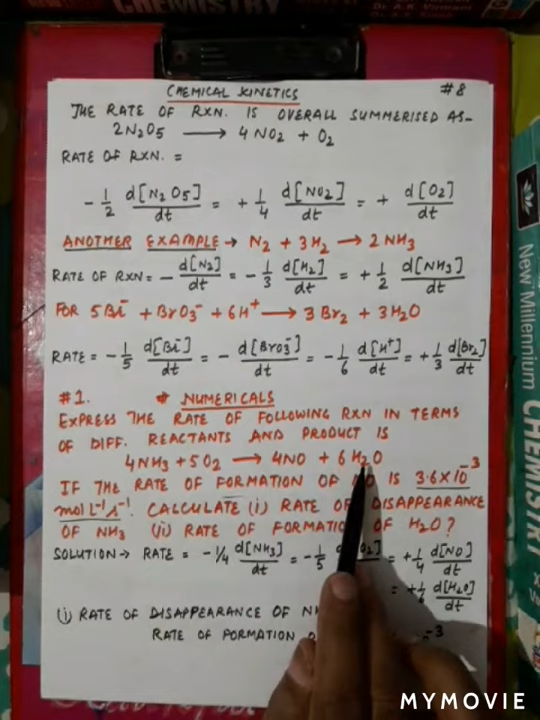 CHEMISTRY
Dr. A.K. Virmani
CHEMICAL KINETICS #8
THE RATE OF RXN. IS OVERALL SUMMERISED AS-
2N₂O₅ ⟶ 4NO₂ + O₂
RATE OF RXN. =
- 1/2 d[N₂O₅]/dt = + 1/4 d[NO₂]/dt = + d[O₂]/dt
ANOTHER EXAMPLE → N₂ + 3H₂ → 2NH₃
RATE OF RXN = - d[N₂]/dt = - 1/3 d[H₂]/dt = + 1/2 d[NH₃]/dt
FOR 5Br⁻ + BrO₃⁻ + 6H⁺ ⟶ 3Br₂ + 3H₂O
RATE = - 1/5 d[Br⁻]/dt = - d[BrO₃⁻]/dt = - 1/6 d[H⁺]/dt = + 1/3 d[Br₂]/dt
#1. # NUMERICALS
EXPRESS THE RATE OF FOLLOWING RXN IN TERMS
OF DIFF. REACTANTS AND PRODUCT IS
4NH₃ + 5O₂ ⟶ 4NO + 6H₂O
IF THE RATE OF FORMATION OF IS 3.6×10⁻³
mol L⁻¹ s⁻¹. CALCULATE (i) RATE OF DISAPPEARANCE
OF NH₃ (ii) RATE OF FORMATION OF H₂O?
SOLUTION → RATE = - 1/4 d[NH₃]/dt = - 1/5 = + 1/4 d[NO]/dt
= + d[H₂O]/dt
(i) RATE OF DISAPPEARANCE OF
RATE OF FORMATION ⁻³
New Millennium
MYMOVIE